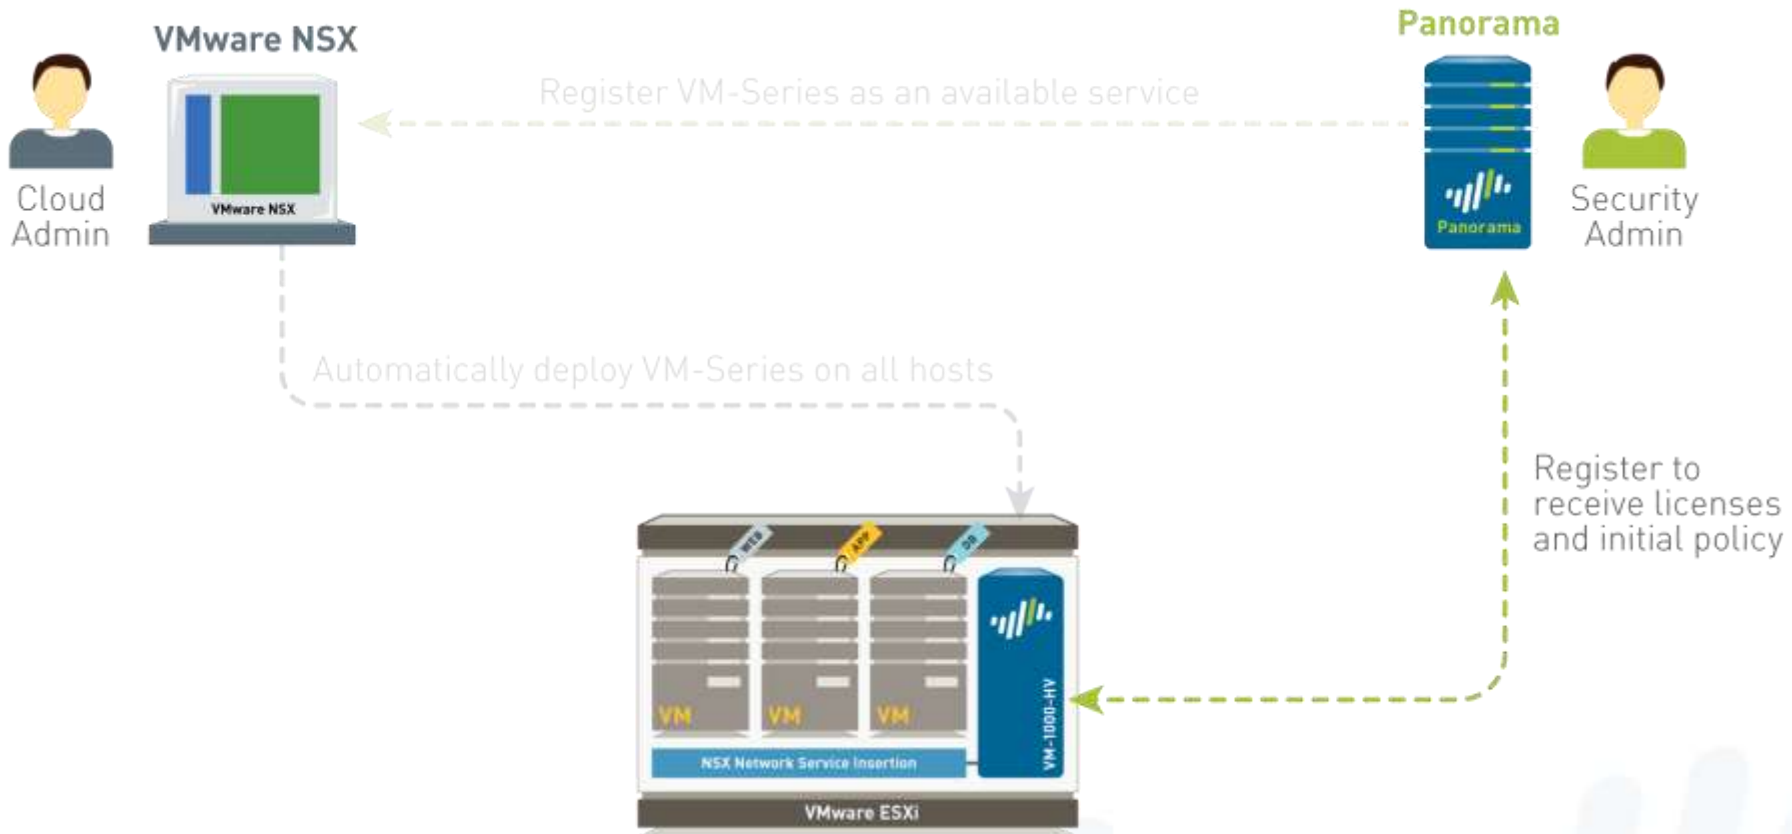 VMware NSX
Panorama
Register VM-Series as an available service
VMware NSX
Cloud
Admin
Panorama
Security
Admin
Automatically deploy VM-Series on all hosts
Register to
receive licenses
and initial policy
WEB
APP
DB
VM
VM
VM
VM-1000-HV
NSX Network Service Insertion
VMware ESXi